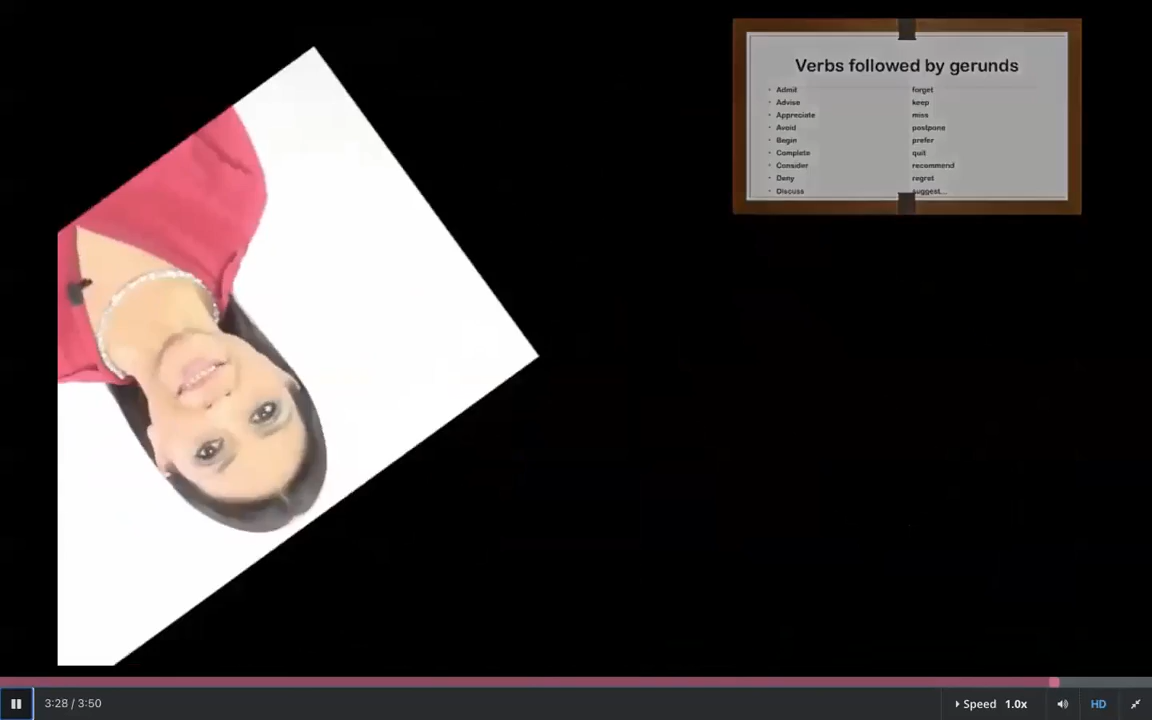 Verbs followed by gerunds
• Admit forget
• Advise keep
• Appreciate miss
• Avoid postpone
• Begin prefer
• Complete quit
• Consider recommend
• Deny regret
• Discuss suggest...
3:28 / 3:50
Speed 1.0x
HD